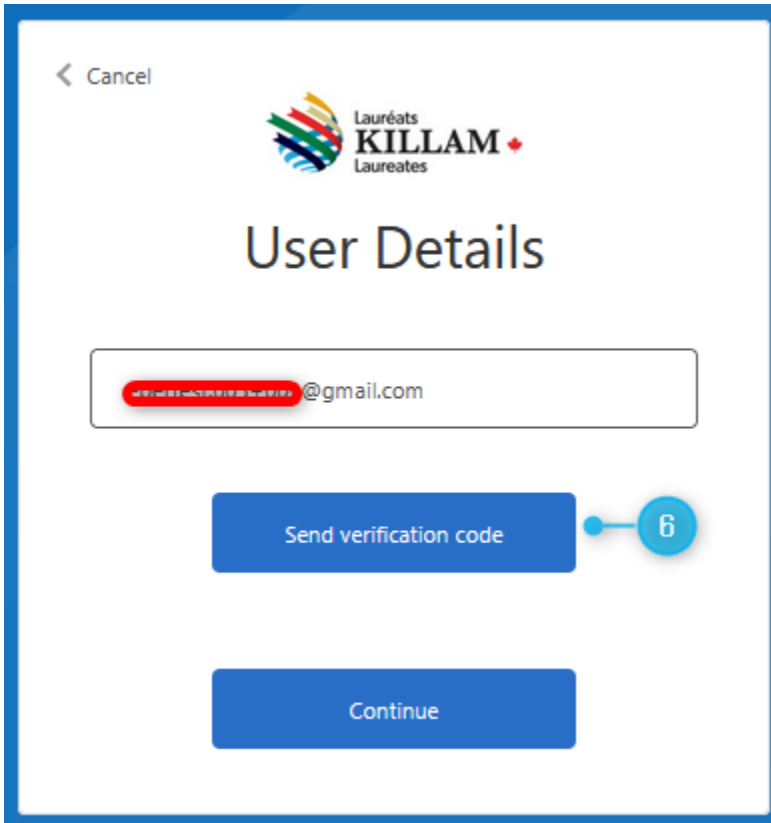 Cancel
Lauréats
KILLAM
Laureates
User Details
@gmail.com
Send verification code
6
Continue